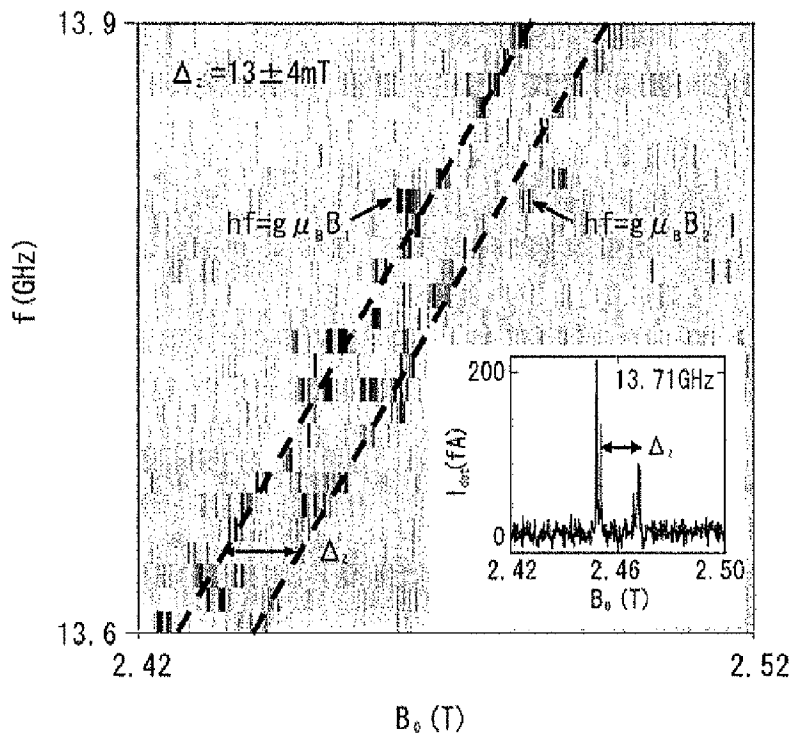 13.9
Δz=13±4mT
hf=gμBB1
hf=gμBB2
f(GHz)
200
13.71GHz
Idot(fA)
Δz
0
2.42 2.46 2.50
B0(T)
Δz
13.6
2.42 2.52
B0(T)